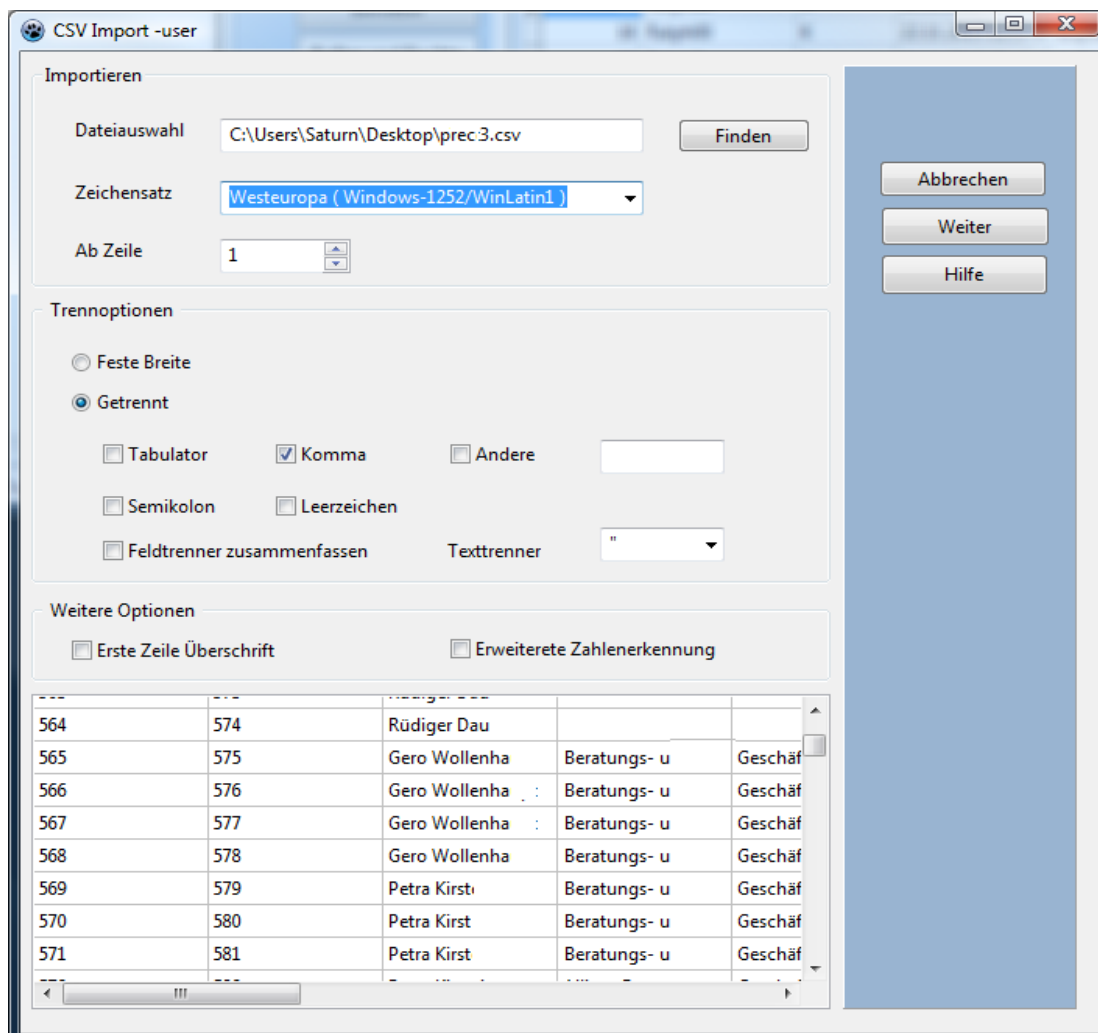 CSV Import -user
Importieren
Dateiauswahl C:\Users\Saturn\Desktop\prec3.csv Finden
Zeichensatz Westeuropa ( Windows-1252/WinLatin1 )
Ab Zeile 1
Abbrechen
Weiter
Hilfe
Trennoptionen
Feste Breite
Getrennt
Tabulator Komma Andere
Semikolon Leerzeichen
Feldtrenner zusammenfassen Texttrenner "
Weitere Optionen
Erste Zeile Überschrift Erweiterete Zahlenerkennung
564 574 Rüdiger Dau
565 575 Gero Wollenha Beratungs- u Geschäf
566 576 Gero Wollenha Beratungs- u Geschäf
567 577 Gero Wollenha Beratungs- u Geschäf
568 578 Gero Wollenha Beratungs- u Geschäf
569 579 Petra Kirst Beratungs- u Geschäf
570 580 Petra Kirst Beratungs- u Geschäf
571 581 Petra Kirst Beratungs- u Geschäf